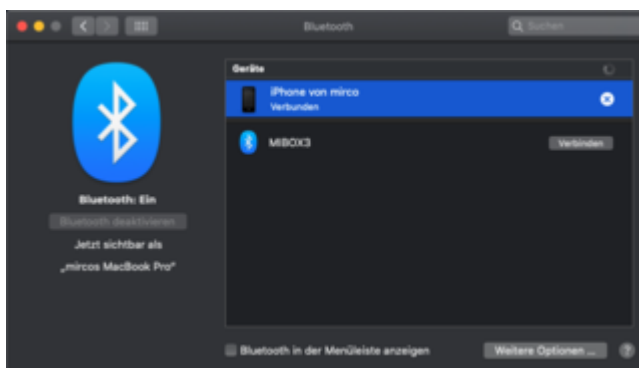 Bluetooth
Suchen
Geräte
iPhone von mirco
Verbunden
MIBOX3
Verbinden
Bluetooth: Ein
Bluetooth deaktivieren
Jetzt sichtbar als
„mircos MacBook Pro“
Bluetooth in der Menüleiste anzeigen
Weitere Optionen ...
?